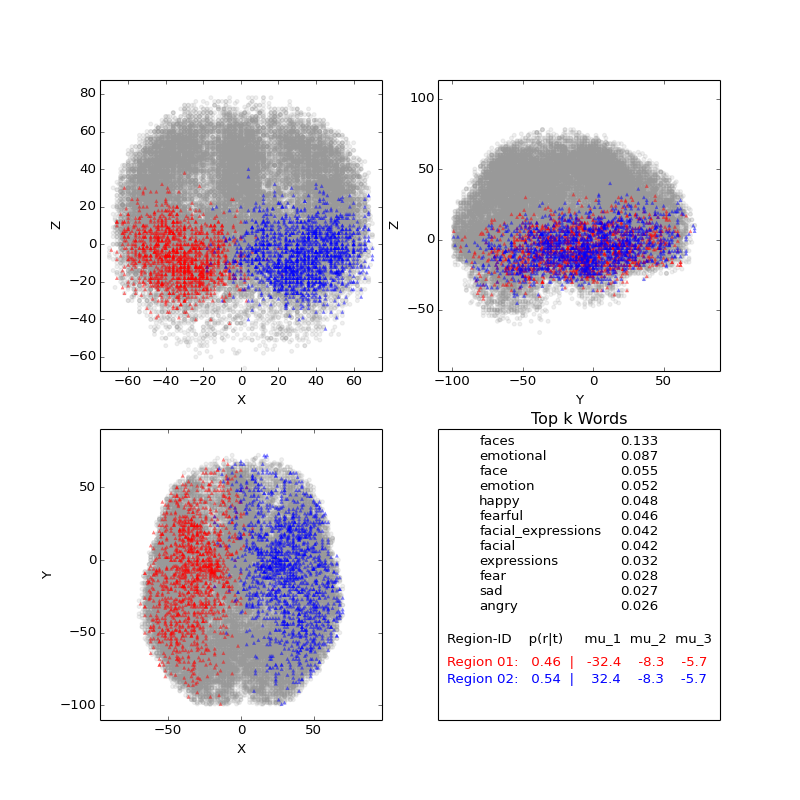 80
60
40
20
0
−20
−40
−60
Z
−60 −40 −20 0 20 40 60
X
100
50
0
−50
Z
−100 −50 0 50
Y
50
0
−50
−100
Y
−50 0 50
X
Top k Words
faces 0.133
emotional 0.087
face 0.055
emotion 0.052
happy 0.048
fearful 0.046
facial_expressions 0.042
facial 0.042
expressions 0.032
fear 0.028
sad 0.027
angry 0.026
Region-ID p(r|t) mu_1 mu_2 mu_3
Region 01: 0.46 | -32.4 -8.3 -5.7
Region 02: 0.54 | 32.4 -8.3 -5.7